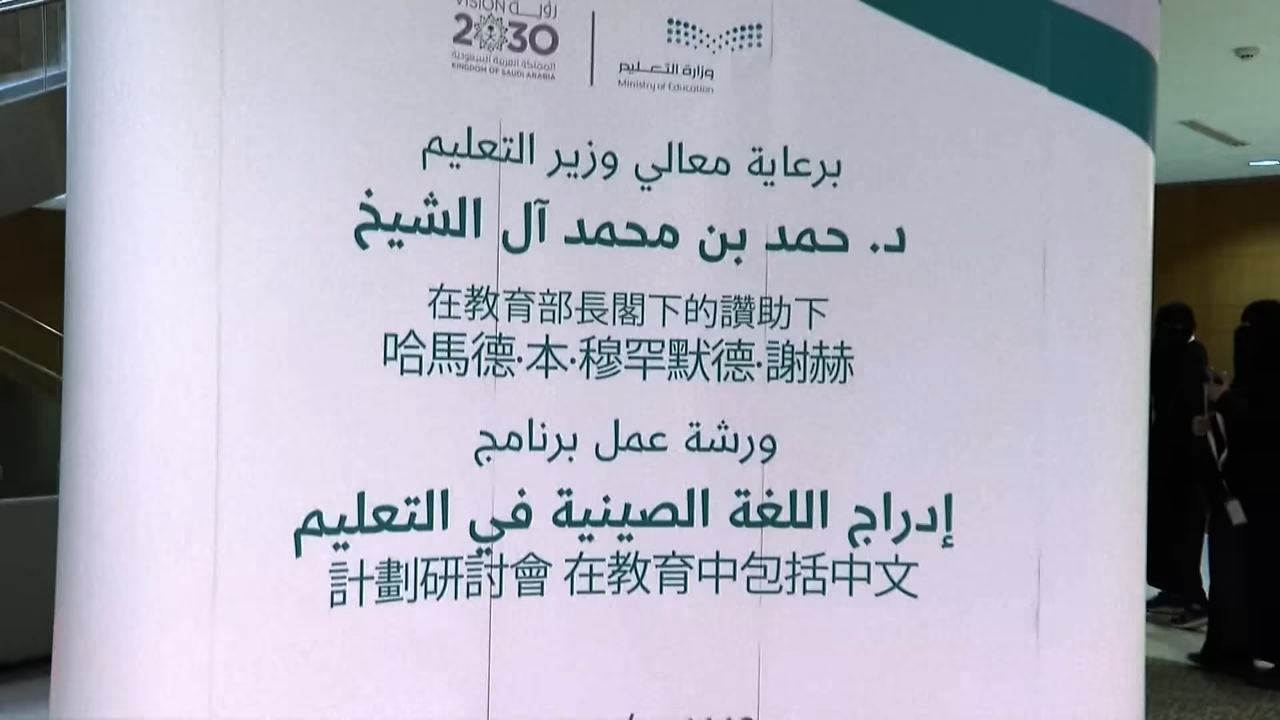 VISION رؤية
2030
المملكة العربية السعودية
KINGDOM OF SAUDI ARABIA
وزارة التعليم
Ministry of Education
برعاية معالي وزير التعليم
د. حمد بن محمد آل الشيخ
在教育部長閣下的讚助下
哈馬德·本·穆罕默德·謝赫
ورشة عمل برنامج
إدراج اللغة الصينية في التعليم
計劃研討會 在教育中包括中文